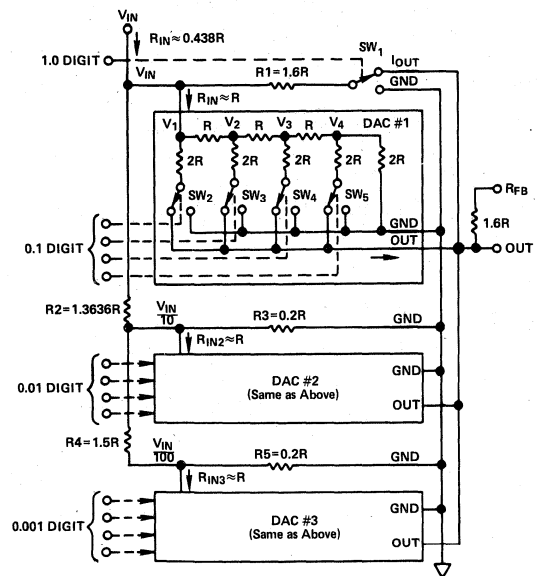 VIN
RIN≈0.438R
1.0 DIGIT
SW1
IOUT
VIN
R1=1.6R
GND
RIN≈R
V1 R V2 R V3 R V4 DAC #1
2R 2R 2R 2R 2R
SW2 SW3 SW4 SW5
RFB
1.6R
0.1 DIGIT
GND
OUT
OUT
R2=1.3636R
VIN
10
R3=0.2R
GND
RIN2≈R
0.01 DIGIT
DAC #2
(Same as Above)
GND
OUT
R4=1.5R
VIN
100
R5=0.2R
GND
RIN3≈R
0.001 DIGIT
DAC #3
(Same as Above)
GND
OUT